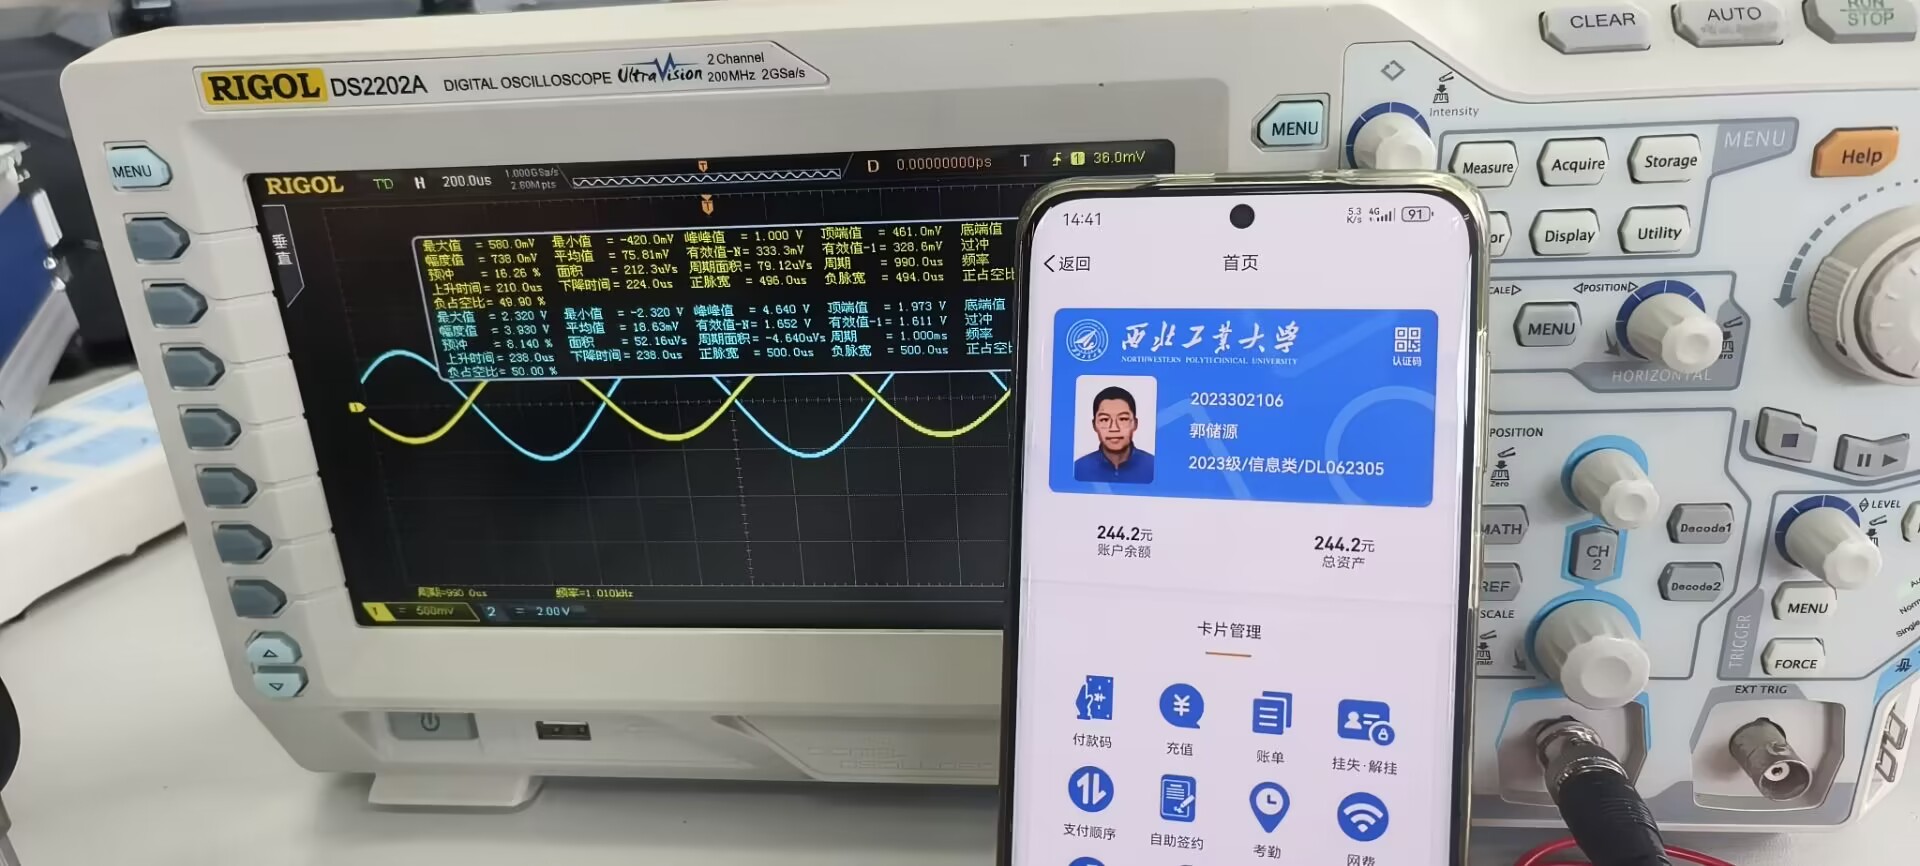 RIGOL DS2202A DIGITAL OSCILLOSCOPE UltraVision 2 Channel 200MHz 2GSa/s
CLEAR
AUTO
RUN
STOP
MENU
MENU
Intensity
MENU
Measure
Acquire
Storage
Help
Display
Utility
RIGOL TD H 200.0us 1.000GSa/s 2.80Mpts D 0.00000000ps T 1 36.0mV
垂直
最大值 = 580.0mV 最小值 = -420.0mV 峰峰值 = 1.000 V 顶端值 = 461.0mV 底端值
幅度值 = 738.0mV 平均值 = 75.81mV 有效值-N= 333.3mV 有效值-1= 328.6mV 过冲
预冲 = 16.26 % 面积 = 212.3uVs 周期面积= 79.12uVs 周期 = 990.0us 频率
上升时间= 210.0us 下降时间= 224.0us 正脉宽 = 496.0us 负脉宽 = 494.0us 正占空比
负占空比= 49.90 %
最大值 = 2.320 V 最小值 = -2.320 V 峰峰值 = 4.640 V 顶端值 = 1.973 V 底端值
幅度值 = 3.930 V 平均值 = 18.63mV 有效值-N= 1.652 V 有效值-1= 1.611 V 过冲
预冲 = 8.140 % 面积 = 52.16uVs 周期面积= -4.640uVs 周期 = 1.000ms 频率
上升时间= 238.0us 下降时间= 238.0us 正脉宽 = 500.0us 负脉宽 = 500.0us 正占空比
负占空比= 50.00 %
周期=990.0us 频率=1.010kHz
1 = 500mV 2 = 2.00 V
14:41 5.3 K/s 4G 91
返回 首页
西北工业大学
NORTHWESTERN POLYTECHNICAL UNIVERSITY
认证码
2023302106
郭储源
2023级/信息类/DL062305
244.2元 244.2元
账户余额 总资产
卡片管理
付款码 充值 账单 挂失·解挂
支付顺序 自助签约 考勤 网费
POSITION
MENU
HORIZONTAL
POSITION
Zero
MATH
CH
2
Decode1
REF
Decode2
SCALE
LEVEL
MENU
TRIGGER
FORCE
EXT TRIG